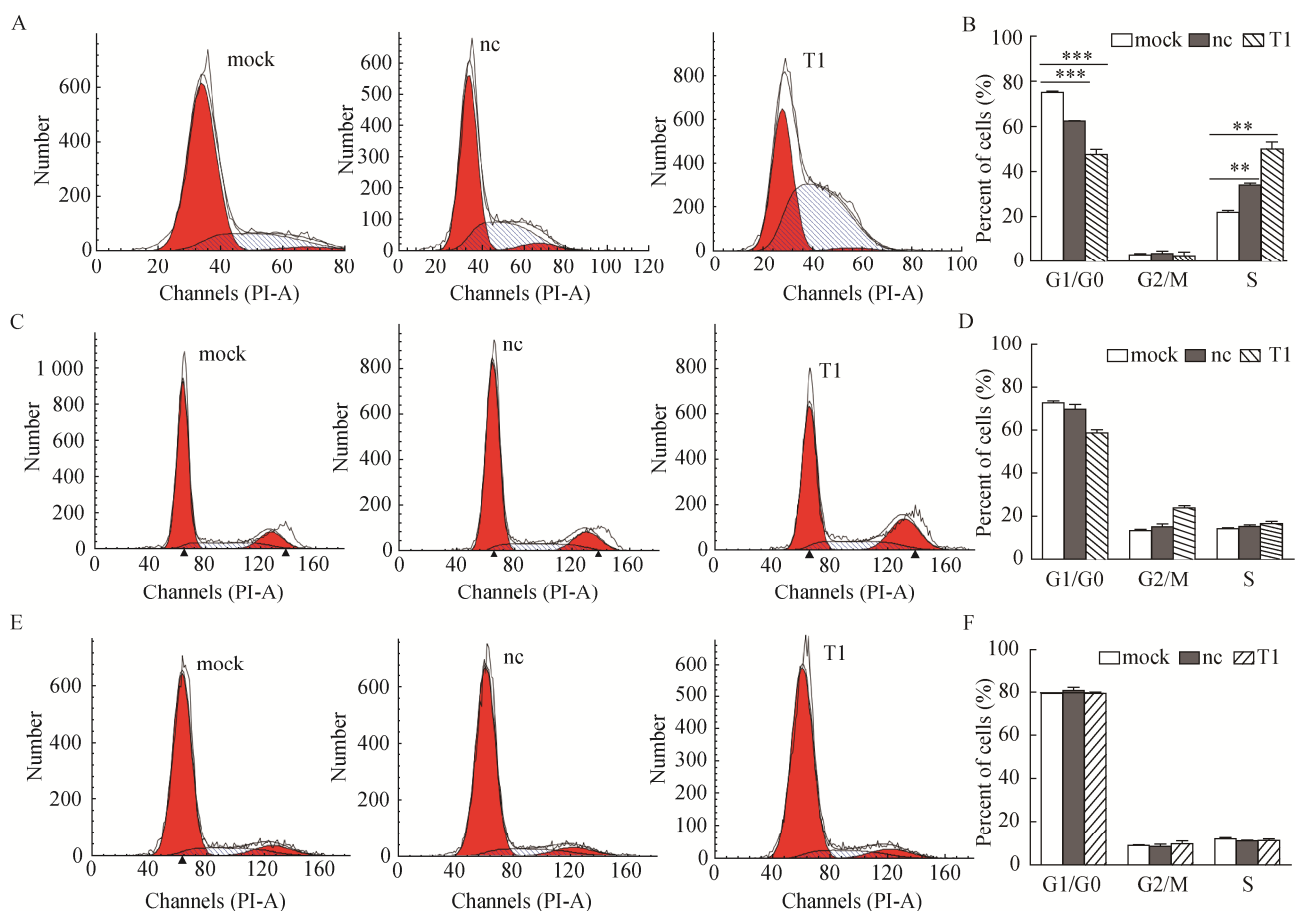 A
mock
Number
600
400
200
0
0 20 40 60 80
Channels (PI-A)
nc
Number
600
500
400
300
200
100
0
0 20 40 60 80 100 120
Channels (PI-A)
T1
Number
800
600
400
200
0
0 20 40 60 80 100
Channels (PI-A)
B
mock nc T1
Percent of cells (%)
100
80
60
40
20
0
***
***
**
**
G1/G0 G2/M S
C
mock
Number
1 000
800
600
400
200
0
0 40 80 120 160
Channels (PI-A)
nc
Number
800
600
400
200
0
0 40 80 120 160
Channels (PI-A)
T1
Number
800
600
400
200
0
0 40 80 120 160
Channels (PI-A)
D
mock nc T1
Percent of cells (%)
100
80
60
40
20
0
G1/G0 G2/M S
E
mock
Number
600
400
200
0
0 40 80 120 160
Channels (PI-A)
nc
Number
600
400
200
0
0 40 80 120 160
Channels (PI-A)
T1
Number
600
500
400
300
200
100
0
0 40 80 120 160
Channels (PI-A)
F
mock nc T1
Percent of cells (%)
100
80
60
40
20
0
G1/G0 G2/M S